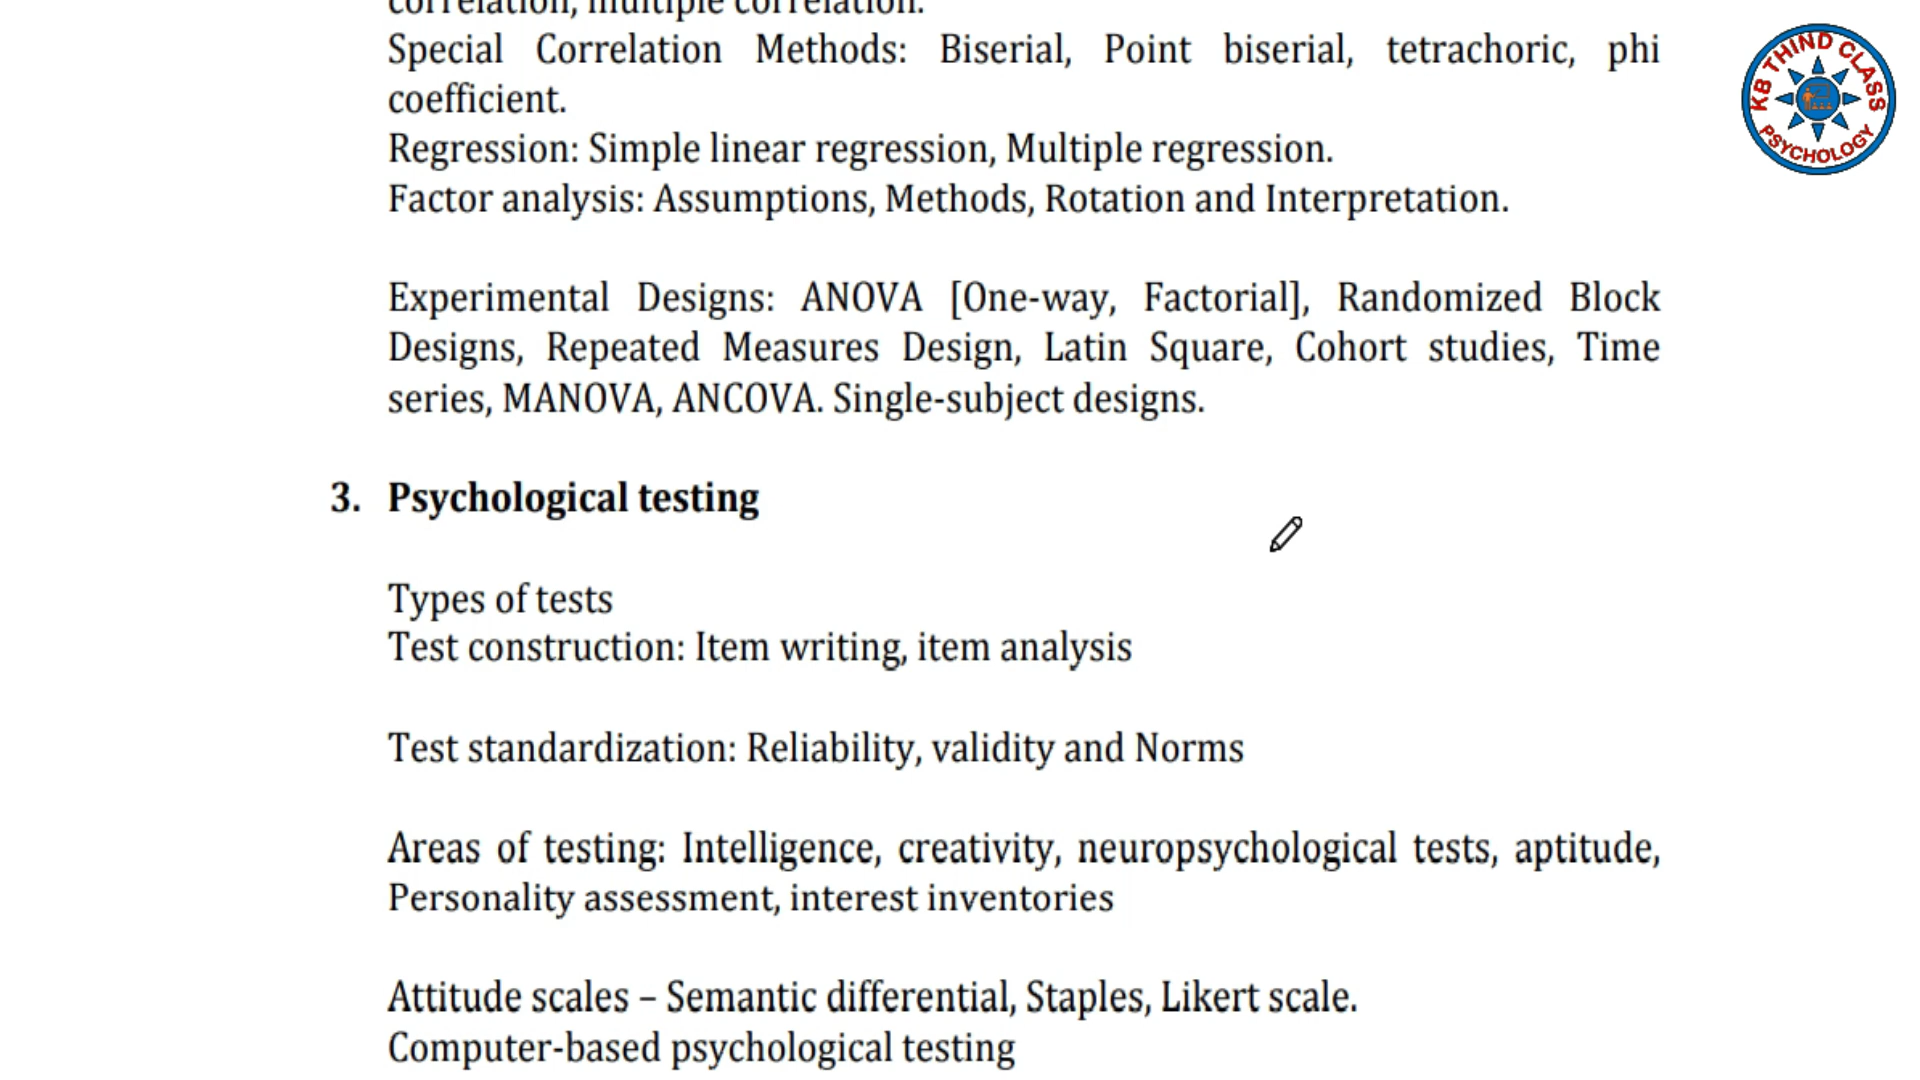 correlation, multiple correlation.
Special Correlation Methods: Biserial, Point biserial, tetrachoric, phi
coefficient.
Regression: Simple linear regression, Multiple regression.
Factor analysis: Assumptions, Methods, Rotation and Interpretation.
Experimental Designs: ANOVA [One-way, Factorial], Randomized Block
Designs, Repeated Measures Design, Latin Square, Cohort studies, Time
series, MANOVA, ANCOVA. Single-subject designs.
3. Psychological testing
Types of tests
Test construction: Item writing, item analysis
Test standardization: Reliability, validity and Norms
Areas of testing: Intelligence, creativity, neuropsychological tests, aptitude,
Personality assessment, interest inventories
Attitude scales – Semantic differential, Staples, Likert scale.
Computer-based psychological testing
KB THIND CLASS
PSYCHOLOGY